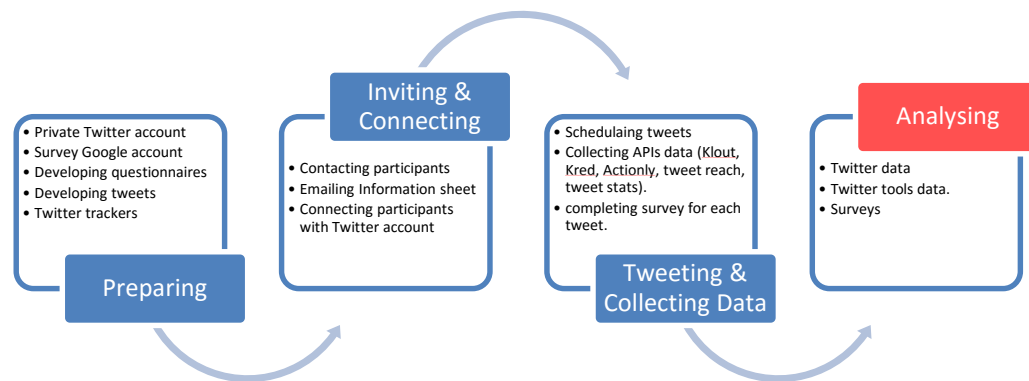 • Private Twitter account
• Survey Google account
• Developing questionnaires
• Developing tweets
• Twitter trackers
Preparing
Inviting &
Connecting
• Contacting participants
• Emailing Information sheet
• Connecting participants
with Twitter account
• Schedulaing tweets
• Collecting APIs data (Klout,
Kred, Actionly, tweet reach,
tweet stats).
• completing survey for each
tweet.
Tweeting &
Collecting Data
Analysing
• Twitter data
• Twitter tools data.
• Surveys